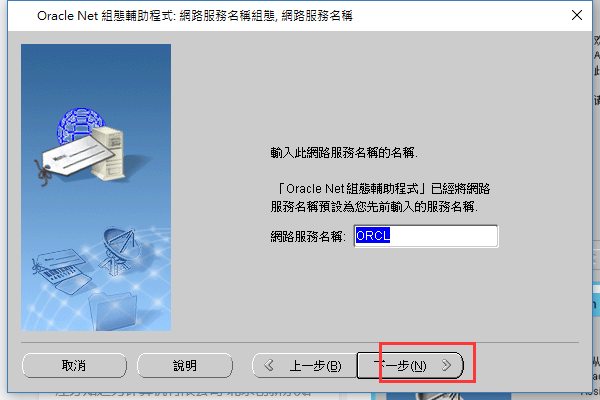 Oracle Net 組態輔助程式: 網路服務名稱組態, 網路服務名稱
輸入此網路服務名稱的名稱.
「Oracle Net 組態輔助程式」已經將網路
服務名稱預設為您先前輸入的服務名稱.
網路服務名稱: ORCL
取消
說明
上一步(B)
下一步(N)